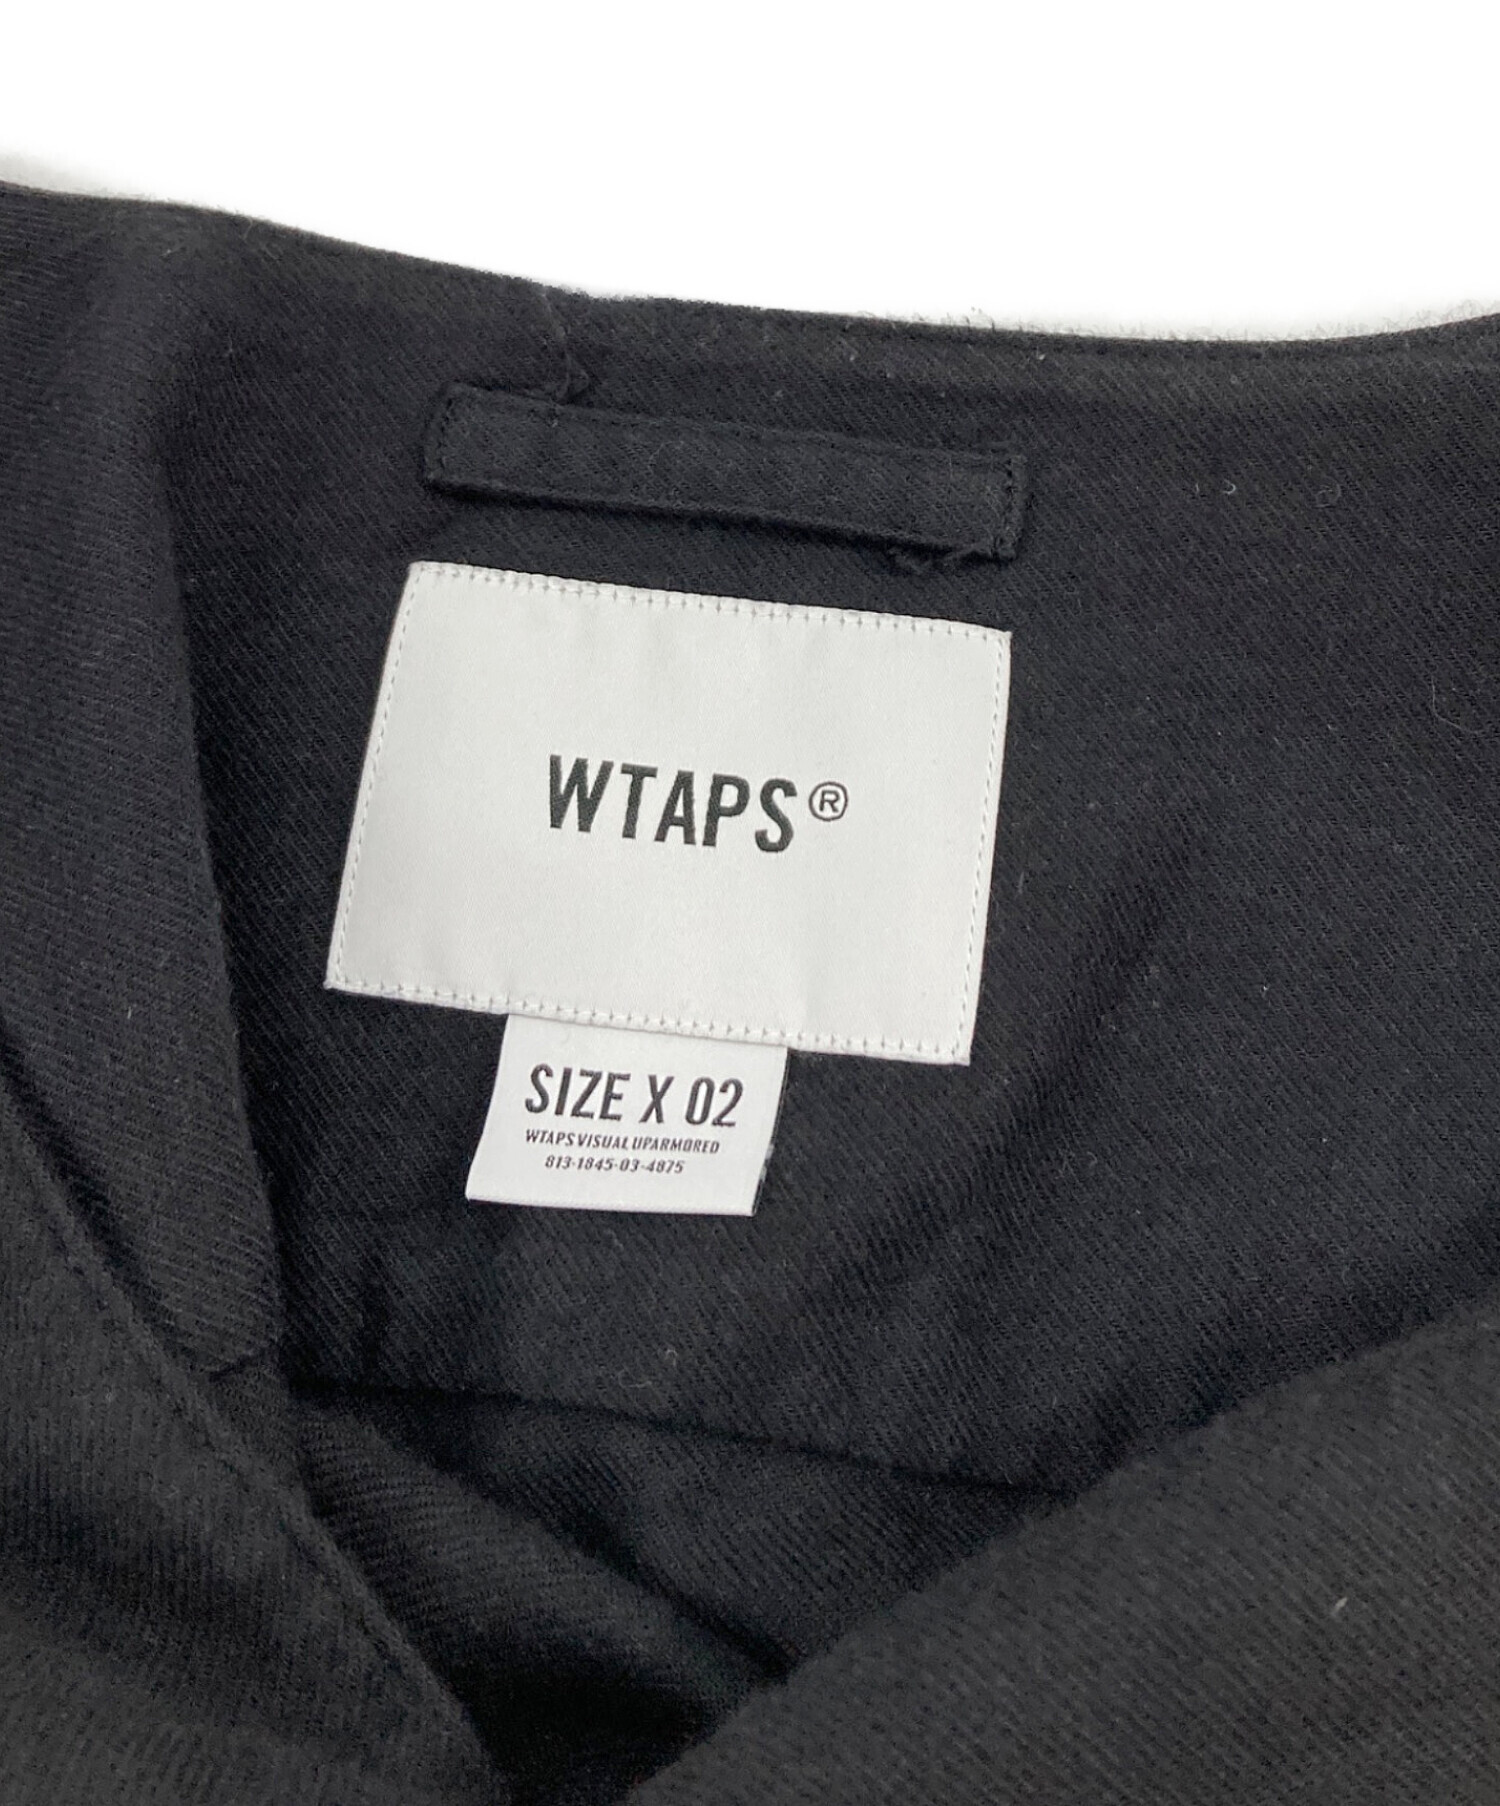 WTAPS®
SIZE X 02
WTAPS VISUAL UPARMORED
813-1845-03-4875